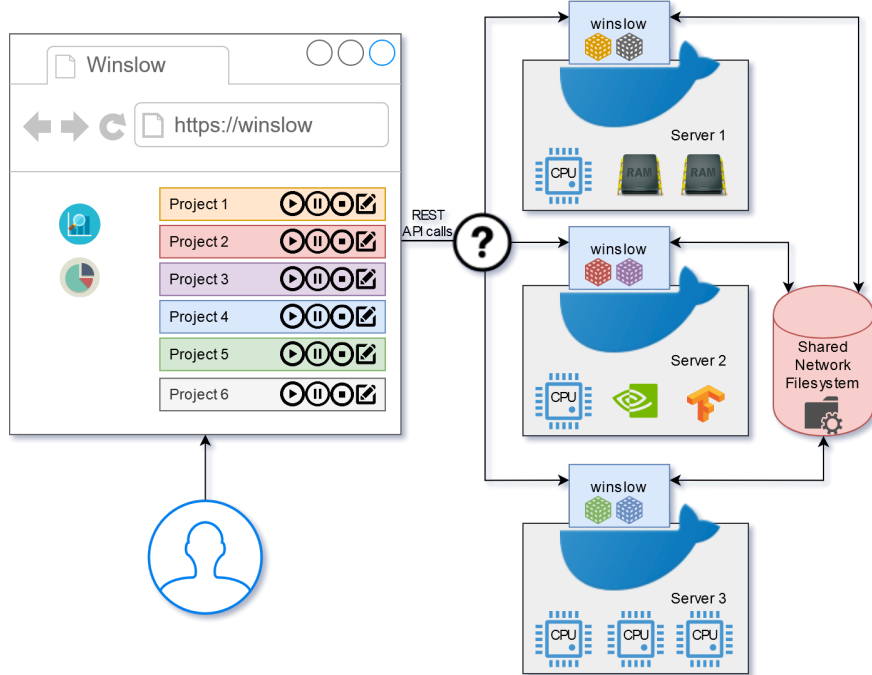 Winslow
https://winslow
Project 1
Project 2
Project 3
Project 4
Project 5
Project 6
REST
API calls
?
winslow
Server 1
CPU
RAM
RAM
winslow
Server 2
CPU
winslow
Server 3
CPU
CPU
CPU
Shared
Network
Filesystem